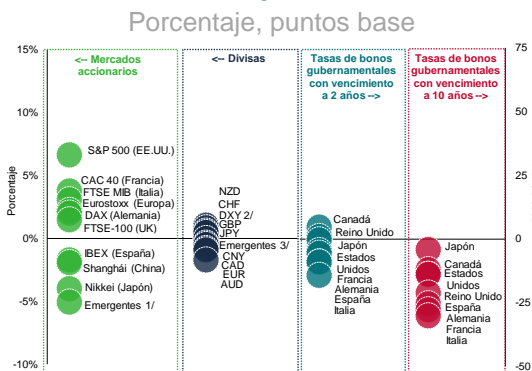 Porcentaje, puntos base
15%
10%
5%
0%
-5%
-10%
Porcentaje
<-- Mercados
accionarios
S&P 500 (EE.UU.)
CAC 40 (Francia)
FTSE MIB (Italia)
Eurostoxx (Europa)
DAX (Alemania)
FTSE-100 (UK)
IBEX (España)
Shanghái (China)
Nikkei (Japón)
Emergentes 1/
<-- Divisas
NZD
CHF
DXY 2/
GBP
JPY
Emergentes 3/
CNY
CAD
EUR
AUD
Tasas de bonos
gubernamentales
con vencimiento
a 2 años -->
Canadá
Reino Unido
Japón
Estados
Unidos
Francia
Alemania
España
Italia
Tasas de bonos
gubernamentales
con vencimiento
a 10 años -->
Japón
Canadá
Estados
Unidos
Reino Unido
España
Alemania
Francia
Italia
75
50
25
0
-25
-50